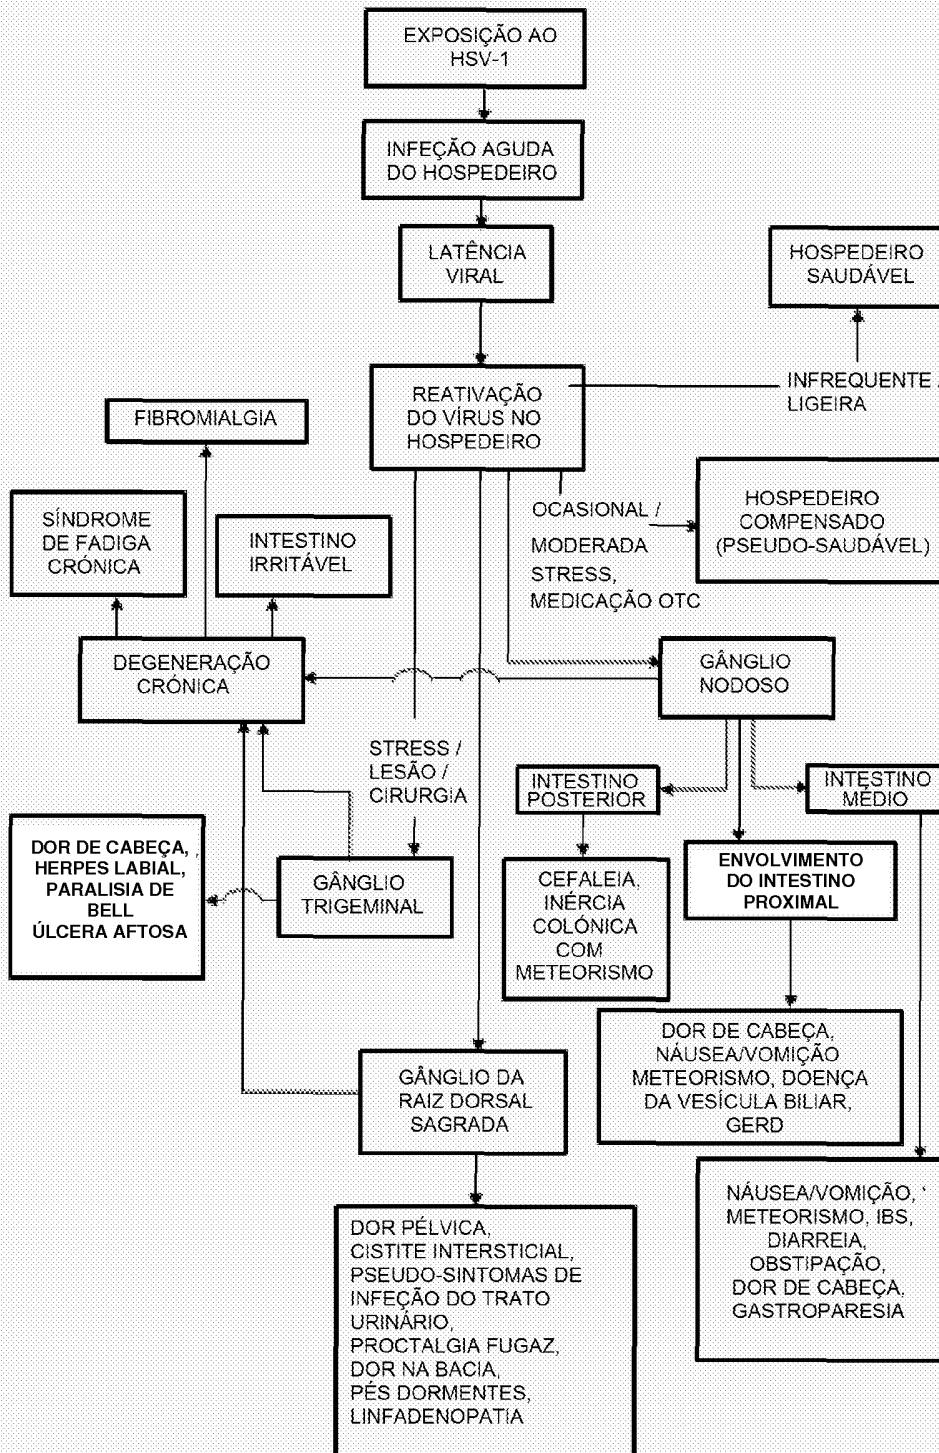 EXPOSIÇÃO AO
HSV-1
INFEÇÃO AGUDA
DO HOSPEDEIRO
LATÊNCIA
VIRAL
HOSPEDEIRO
SAUDÁVEL
REATIVAÇÃO
DO VÍRUS NO
HOSPEDEIRO
INFREQUENTE /
LIGEIRA
FIBROMIALGIA
SÍNDROME
DE FADIGA
CRÓNICA
INTESTINO
IRRITÁVEL
OCASIONAL /
MODERADA
STRESS,
MEDICAÇÃO OTC
HOSPEDEIRO
COMPENSADO
(PSEUDO-SAUDÁVEL)
DEGENERAÇÃO
CRÓNICA
GÂNGLIO
NODOSO
STRESS /
LESÃO /
CIRURGIA
INTESTINO
POSTERIOR
INTESTINO
MÉDIO
DOR DE CABEÇA,
HERPES LABIAL,
PARALISIA DE
BELL
ÚLCERA AFTOSA
GÂNGLIO
TRIGEMINAL
CEFALEIA,
INÉRCIA
COLÓNICA
COM
METEORISMO
ENVOLVIMENTO
DO INTESTINO
PROXIMAL
DOR DE CABEÇA,
NÁUSEA/VOMIÇÃO
METEORISMO, DOENÇA
DA VESÍCULA BILIAR,
GERD
GÂNGLIO DA
RAIZ DORSAL
SAGRADA
NÁUSEA/VOMIÇÃO,
METEORISMO, IBS,
DIARREIA,
OBSTIPAÇÃO,
DOR DE CABEÇA,
GASTROPARESIA
DOR PÉLVICA,
CISTITE INTERSTICIAL,
PSEUDO-SINTOMAS DE
INFEÇÃO DO TRATO
URINÁRIO,
PROCTALGIA FUGAZ,
DOR NA BACIA,
PÉS DORMENTES,
LINFADENOPATIA